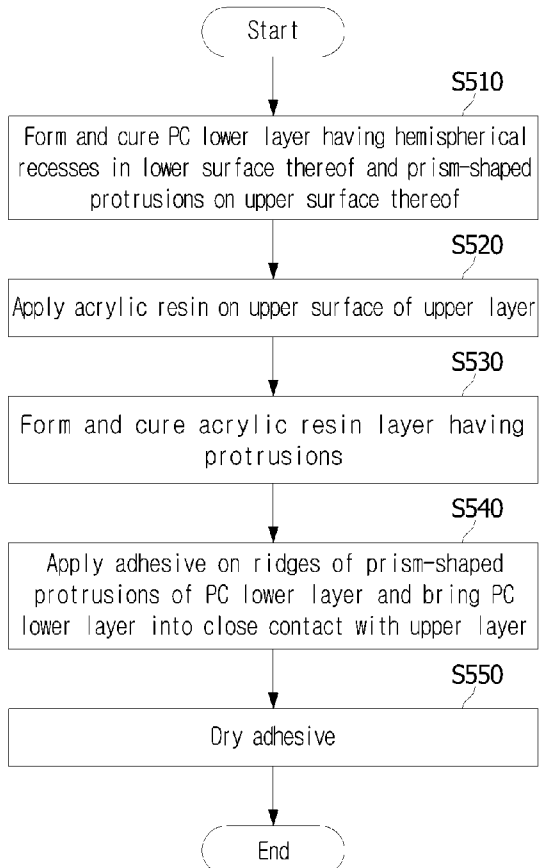 Start
S510
Form and cure PC lower layer having hemispherical
recesses in lower surface thereof and prism-shaped
protrusions on upper surface thereof
S520
Apply acrylic resin on upper surface of upper layer
S530
Form and cure acrylic resin layer having
protrusions
S540
Apply adhesive on ridges of prism-shaped
protrusions of PC lower layer and bring PC
lower layer into close contact with upper layer
S550
Dry adhesive
End